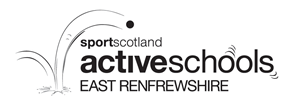 sportscotland
activeschools
EAST RENFREWSHIRE